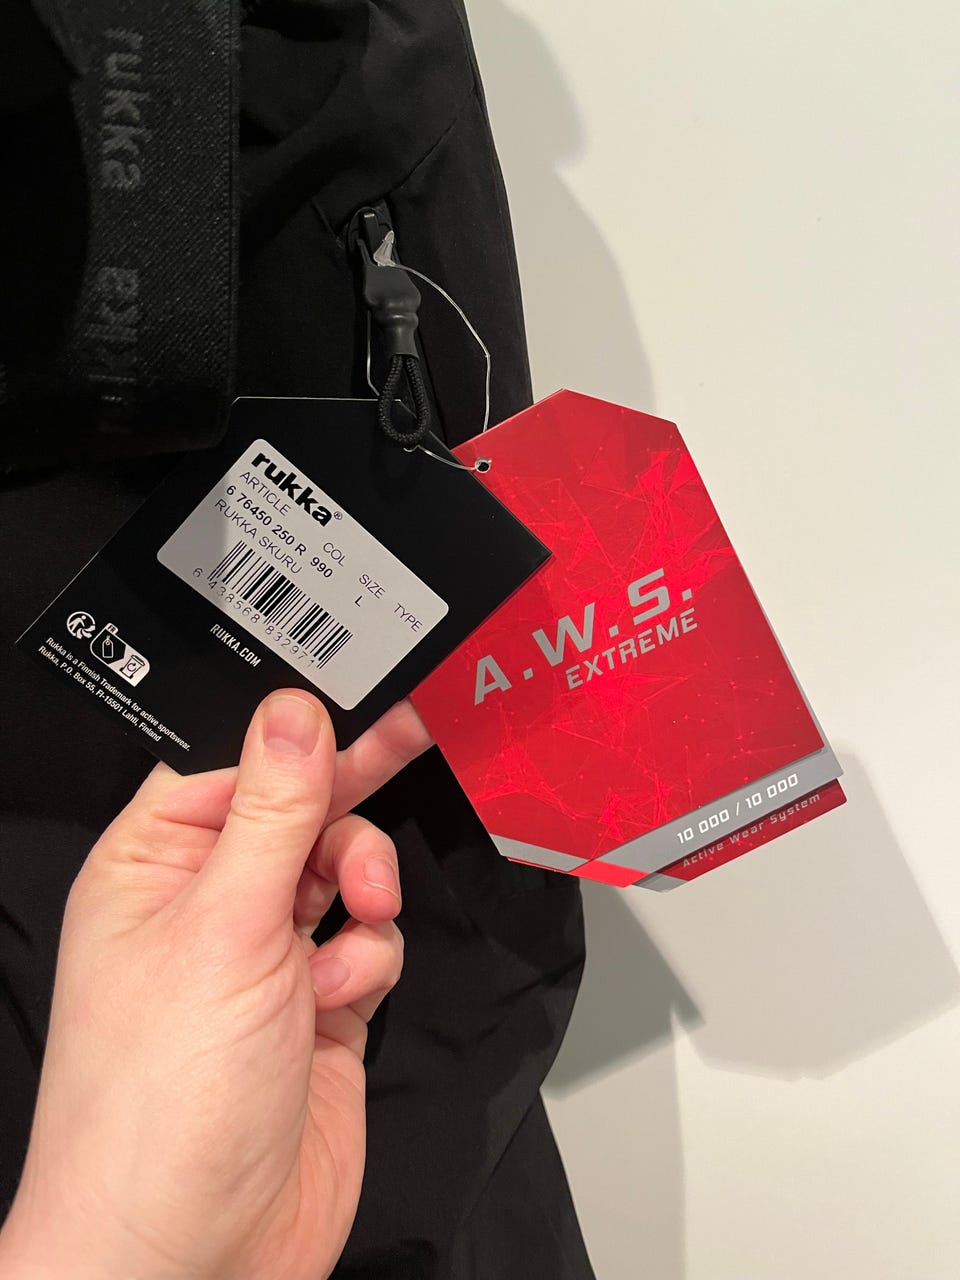 rukka
rukka®
ARTICLE COL SIZE TYPE
6 76450 250 R 990 L
RUKKA SKURU
6 438568 832971
RUKKA.COM
FR
Rukka is a Finnish Trademark for active sportswear.
Rukka, P.O. Box 55, FI-15501 Lahti, Finland
A.W.S.
EXTREME
10 000 / 10 000
Active Wear System